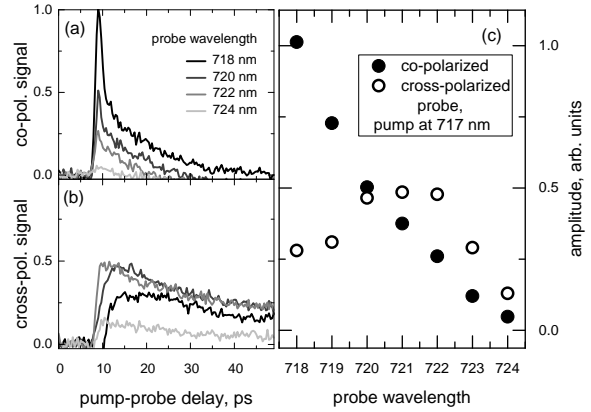 (a)
probe wavelength
718 nm
720 nm
722 nm
724 nm
co-pol. signal
1.0
0.5
0.0
(b)
cross-pol. signal
0.5
0.0
0 10 20 30 40
pump-probe delay, ps
(c)
co-polarized
cross-polarized
probe,
pump at 717 nm
1.0
0.5
0.0
amplitude, arb. units
718 719 720 721 722 723 724
probe wavelength